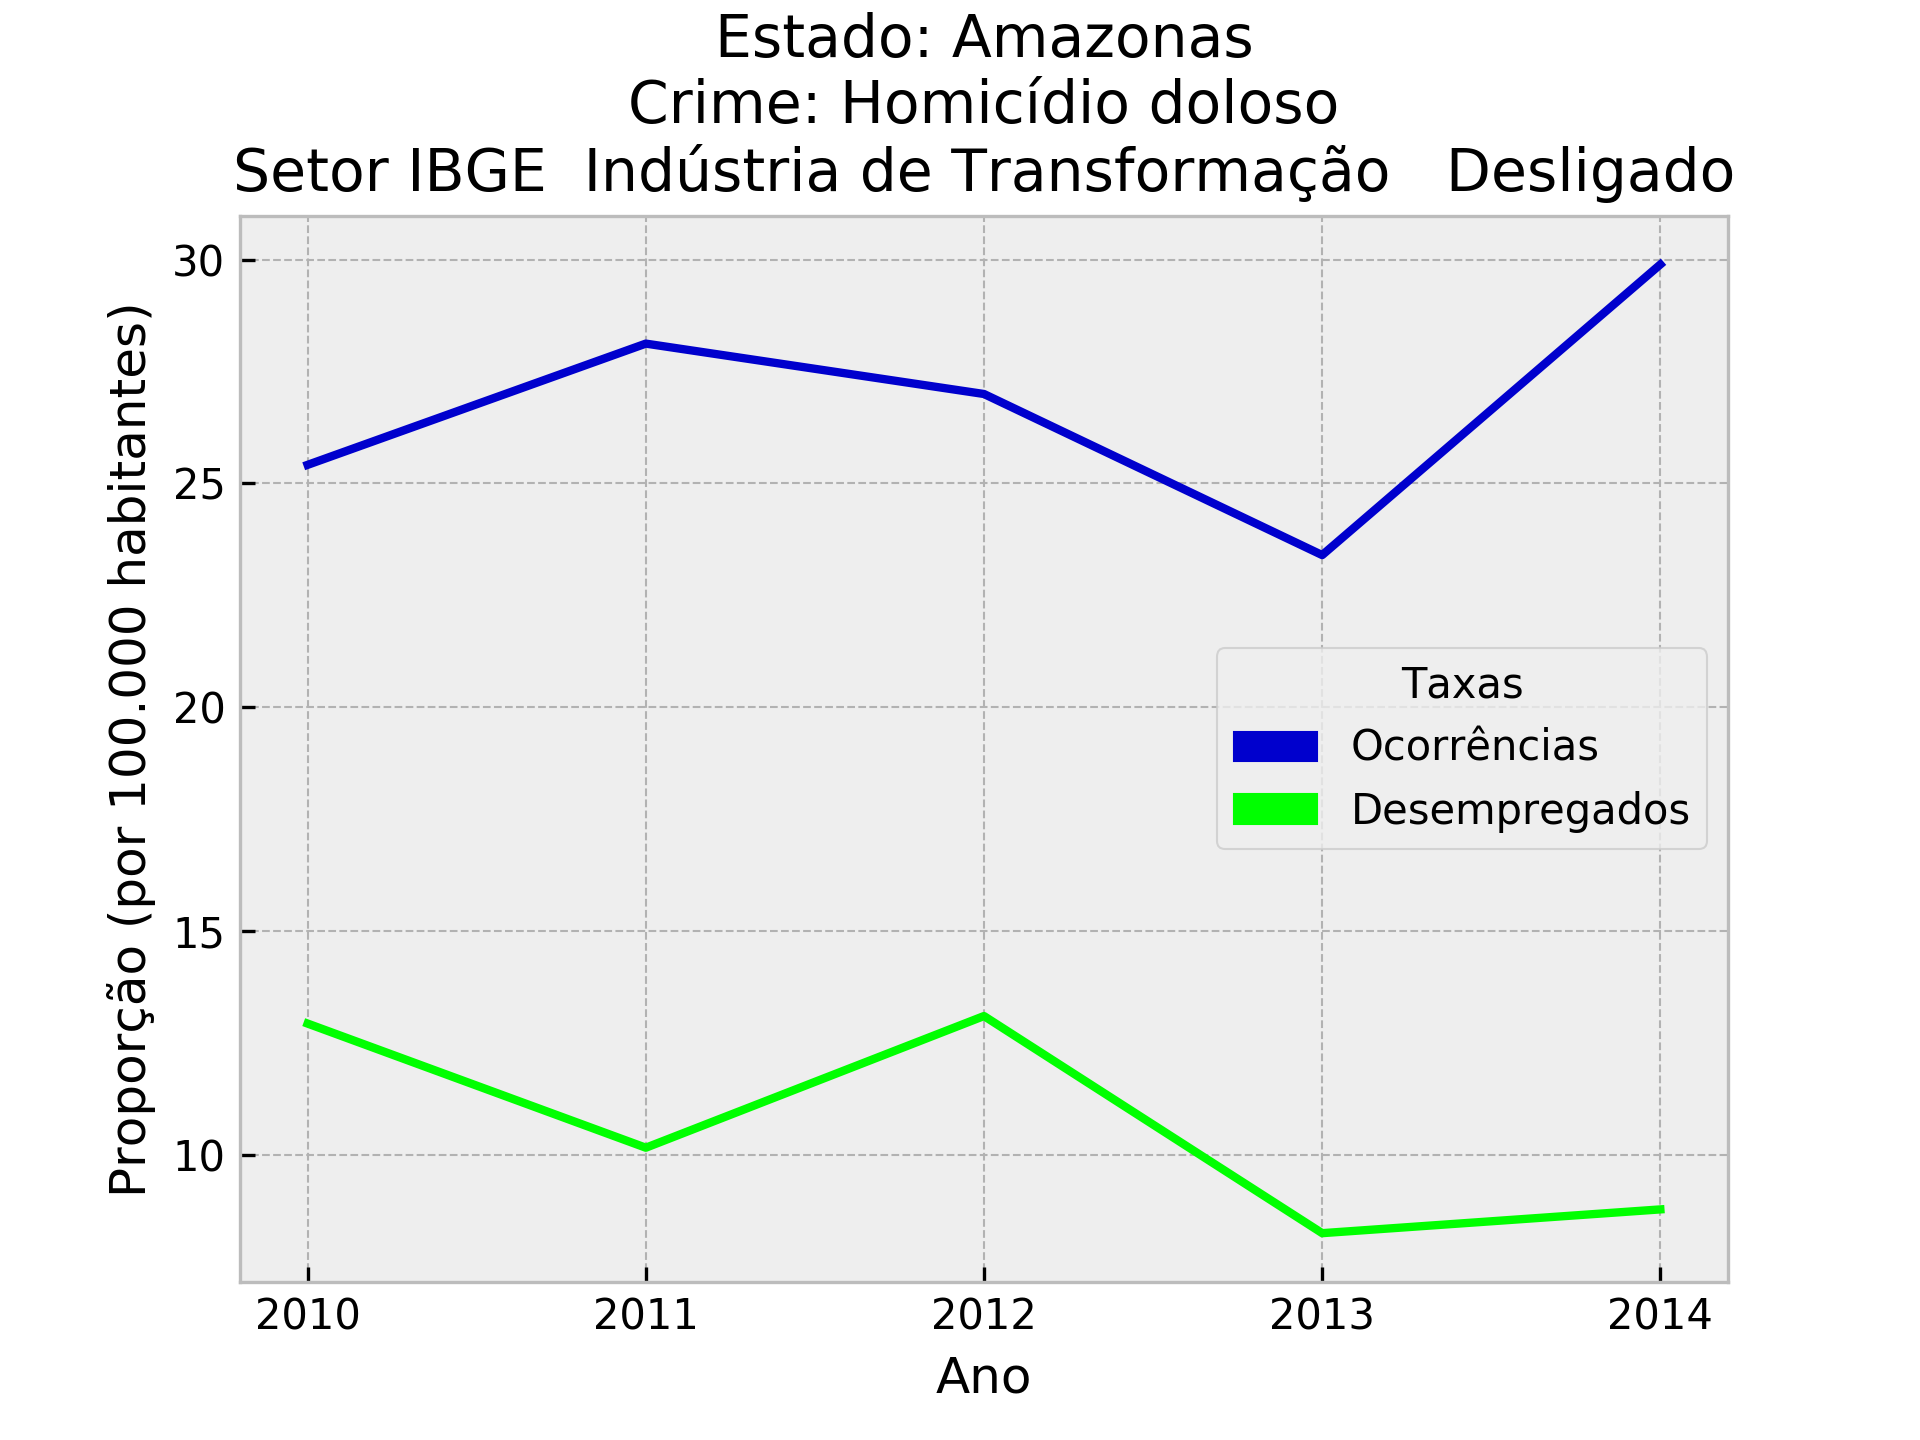 Estado: Amazonas
Crime: Homicídio doloso
Setor IBGE  Indústria de Transformação   Desligado
Proporção (por 100.000 habitantes)
30
25
20
15
10
Taxas
Ocorrências
Desempregados
2010 2011 2012 2013 2014
Ano